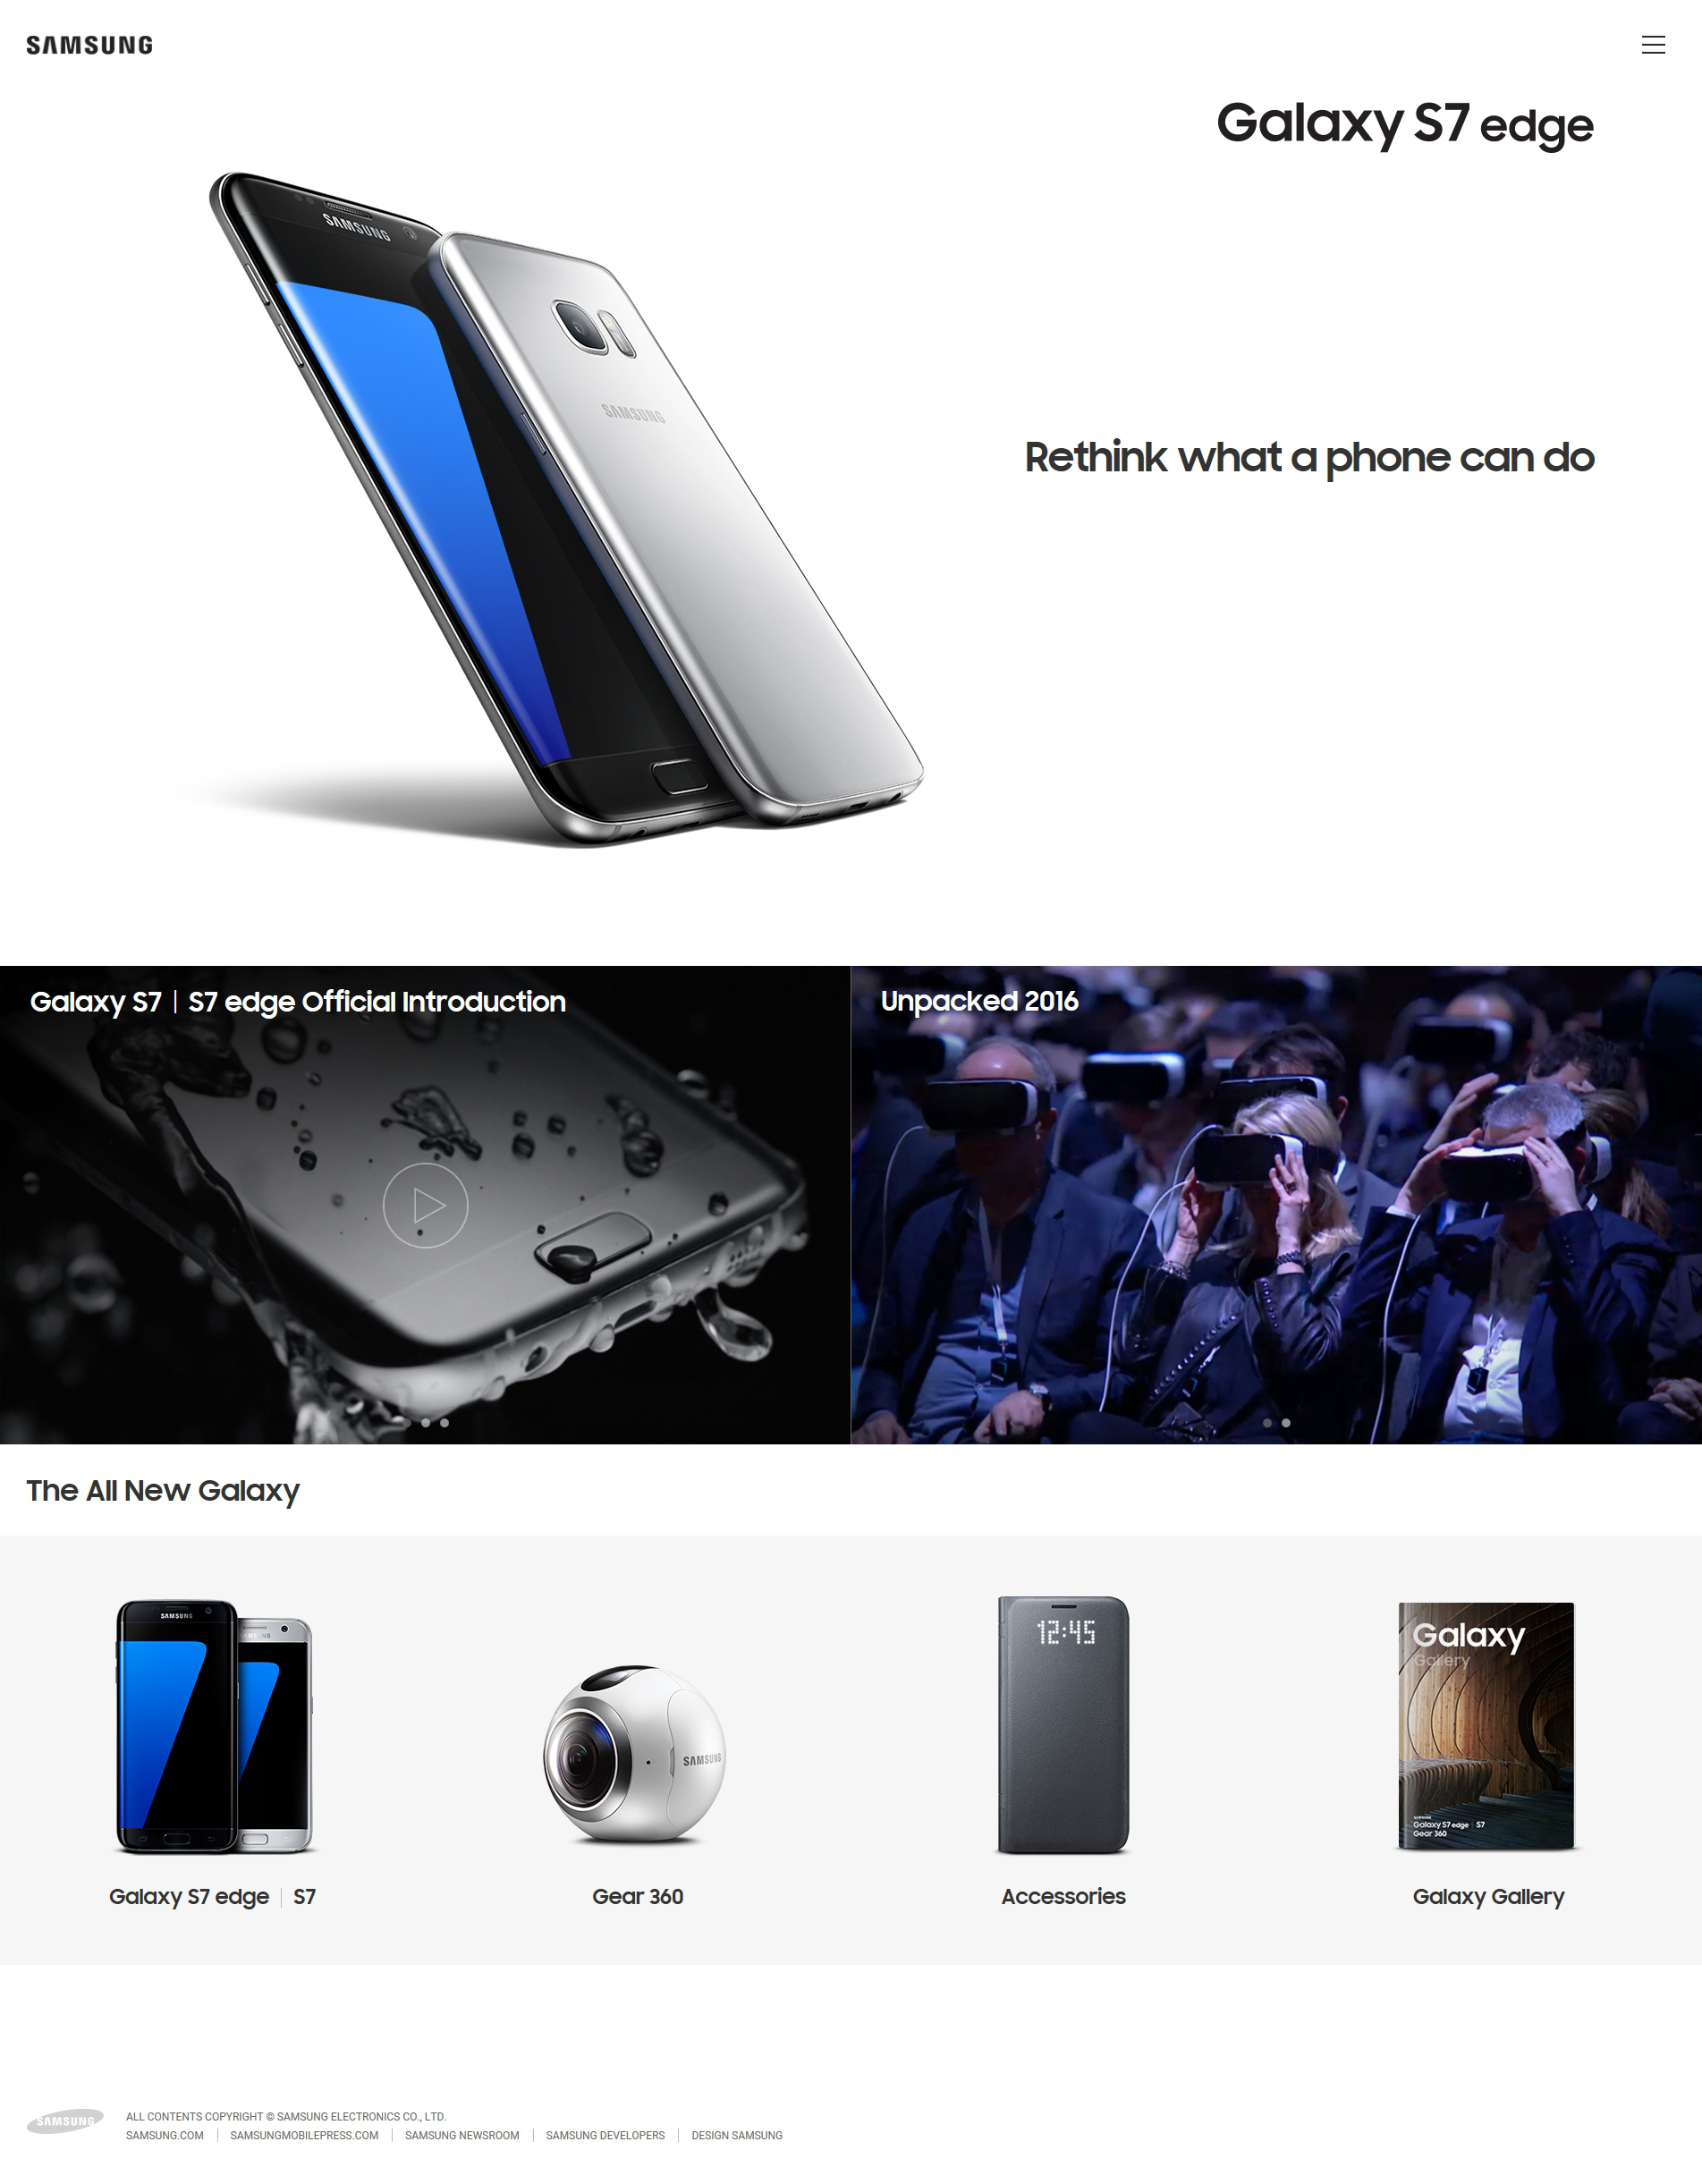 SAMSUNG
Galaxy S7 edge
SAMSUNG
SAMSUNG
Rethink what a phone can do
Galaxy S7 | S7 edge Official Introduction
Unpacked 2016
The All New Galaxy
SAMSUNG
12:45
Galaxy
Gallery
SAMSUNG
Galaxy S7 edge | S7
Gear 360
Galaxy S7 edge | S7
Gear 360
Accessories
Galaxy Gallery
SAMSUNG
ALL CONTENTS COPYRIGHT © SAMSUNG ELECTRONICS CO., LTD.
SAMSUNG.COM | SAMSUNGMOBILEPRESS.COM | SAMSUNG NEWSROOM | SAMSUNG DEVELOPERS | DESIGN SAMSUNG